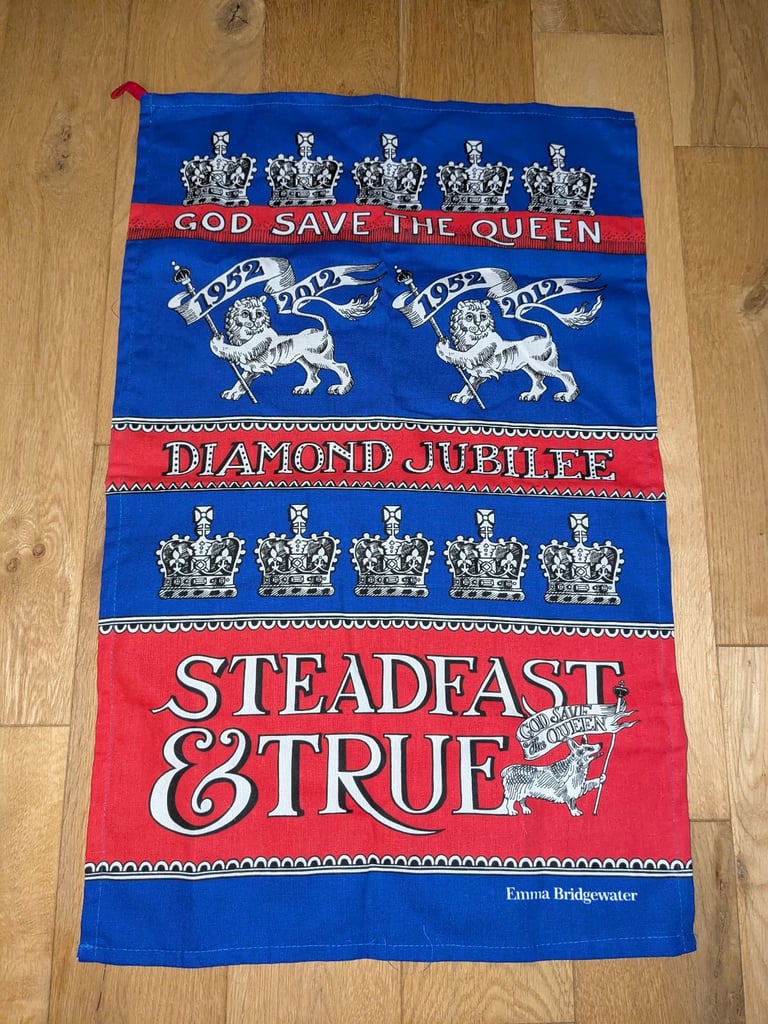 GOD SAVE THE QUEEN
1952 2012 1952 2012
DIAMOND JUBILEE
STEADFAST
& TRUE
GOD SAVE
the QUEEN
Emma Bridgewater